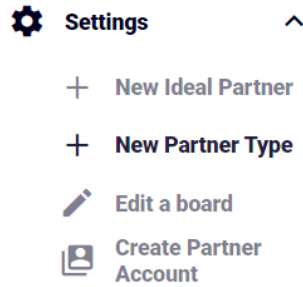 Settings
New Ideal Partner
New Partner Type
Edit a board
Create Partner
Account